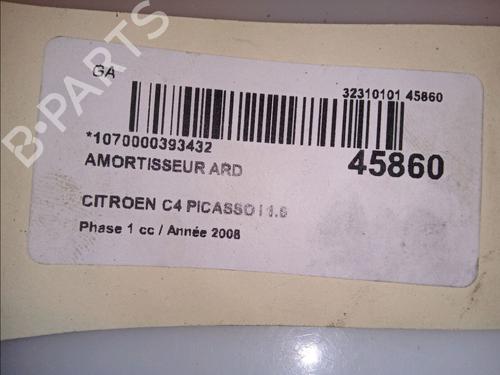 GA
32310101 45860
*1070000393432
45860
AMORTISSEUR ARD
CITROEN C4 PICASSO I 1.6
Phase 1 cc / Année 2008
B-PARTS